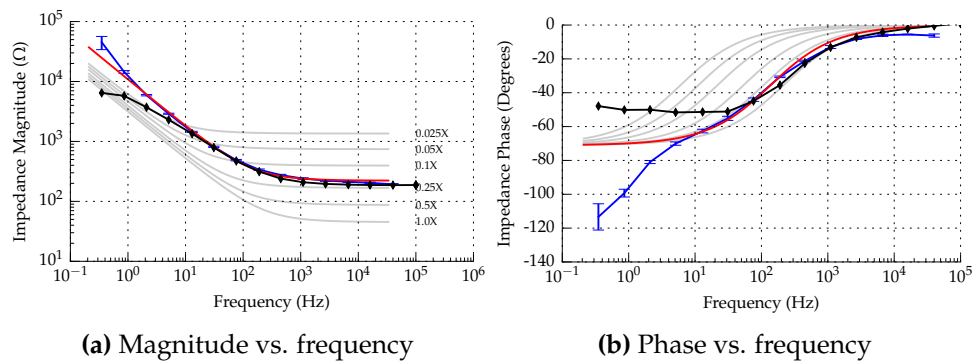 10^5
10^4
10^3
10^2
10^1
Impedance Magnitude (Ω)
0.025X
0.05X
0.1X
0.25X
0.5X
1.0X
10^-1 10^0 10^1 10^2 10^3 10^4 10^5 10^6
Frequency (Hz)
(a) Magnitude vs. frequency
0
-20
-40
-60
-80
-100
-120
-140
Impedance Phase (Degrees)
10^-1 10^0 10^1 10^2 10^3 10^4 10^5
Frequency (Hz)
(b) Phase vs. frequency